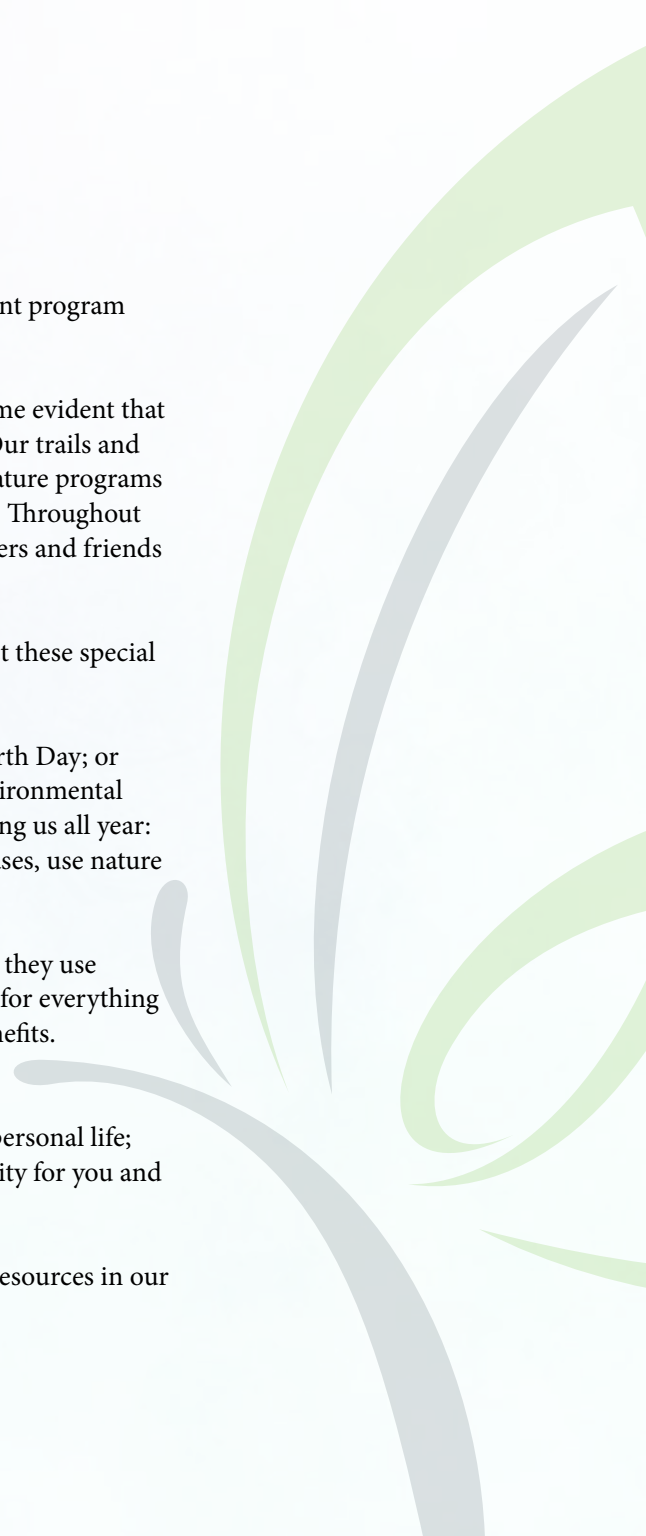 nt program
me evident that
Our trails and
ature programs
Throughout
ers and friends
t these special
rth Day; or
ironmental
ng us all year:
ses, use nature
they use
for everything
nefits.
personal life;
ity for you and
esources in our